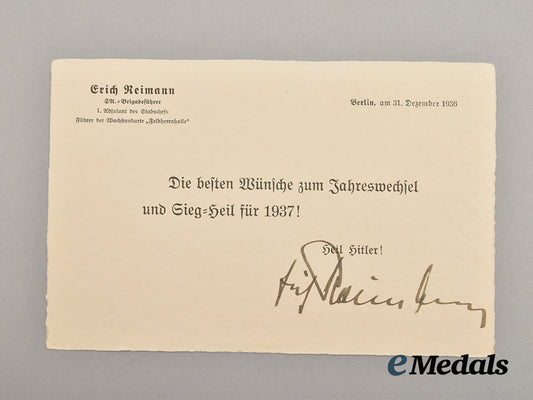 Erich Reimann
SA.-Brigadeführer
1. Adjutant des Stabschefs
Führer der Wachstandarte „Feldherrnhalle“
Berlin, am 31. Dezember 1936
Die besten Wünsche zum Jahreswechsel
und Sieg-Heil für 1937!
Heil Hitler!
eMedals